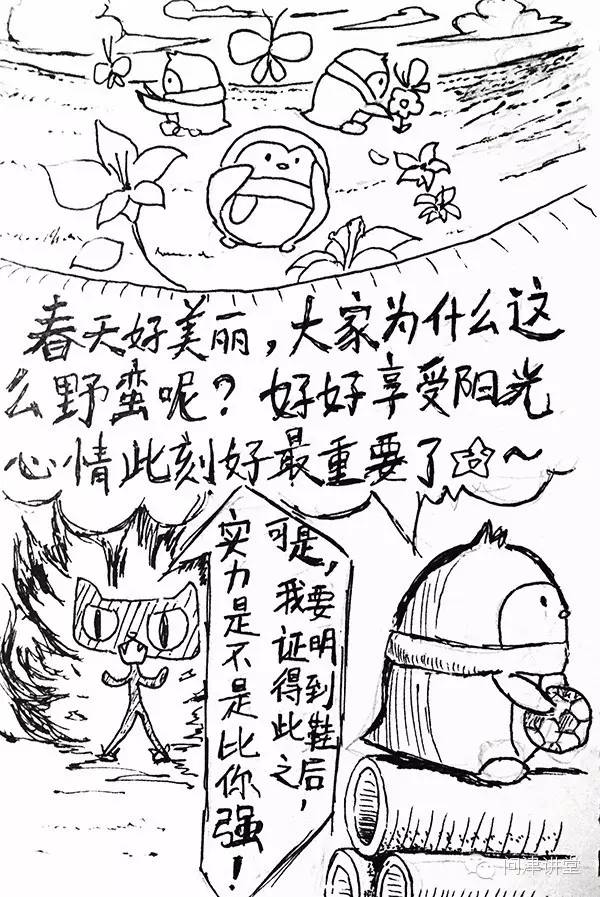 春天好美丽，大家为什么这
么野蛮呢？好好享受阳光
心情此刻好最重要了☆～
可是，我要证明得到此鞋之后，
实力是不是比你强！
问津讲堂